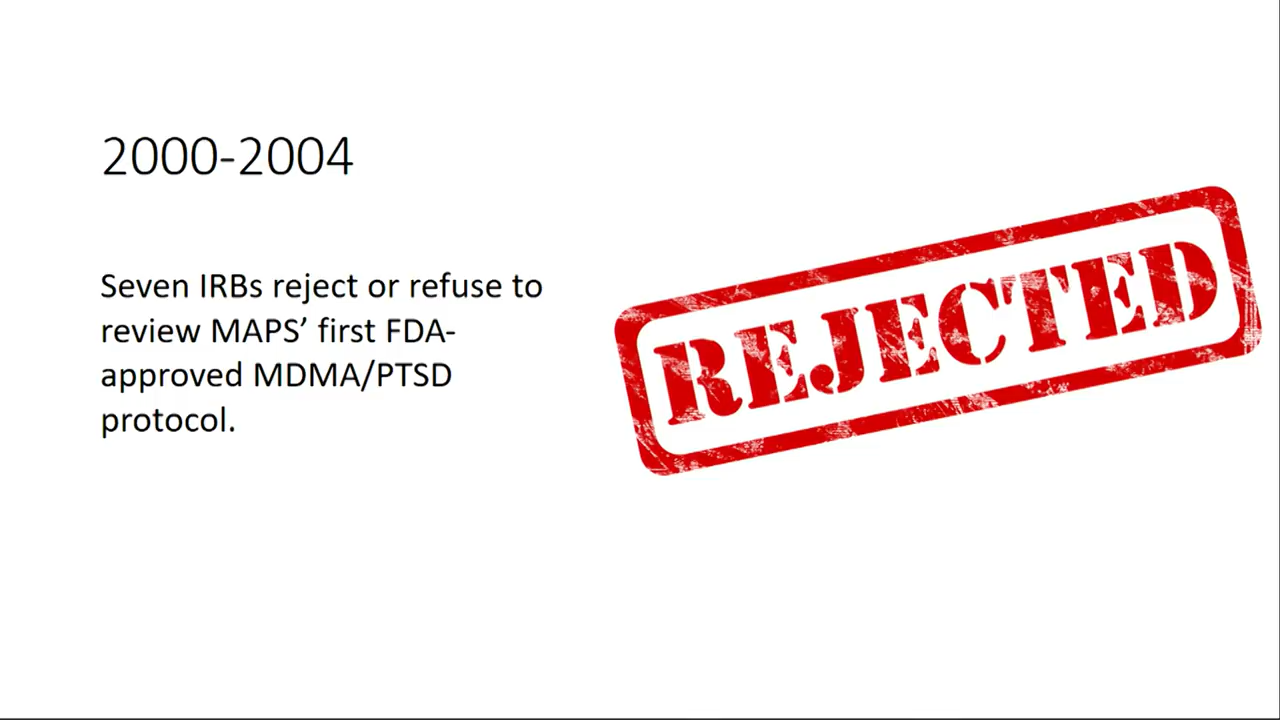 2000-2004
Seven IRBs reject or refuse to
review MAPS’ first FDA-
approved MDMA/PTSD
protocol.
REJECTED